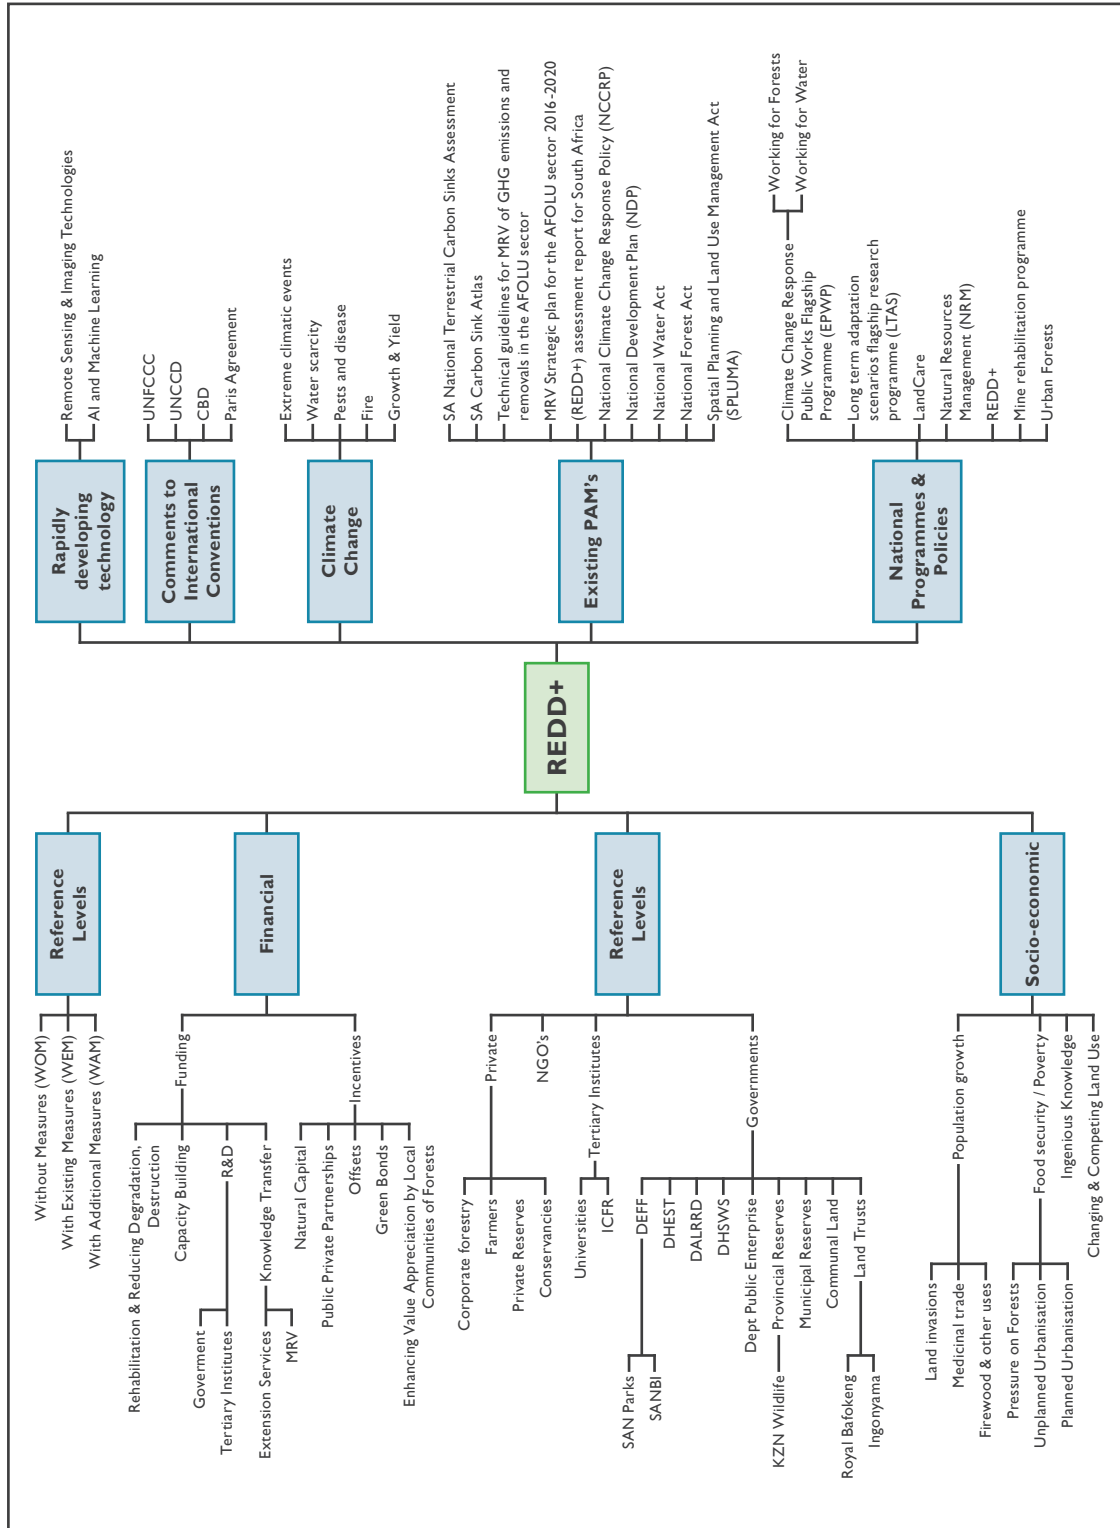 REDD+
Reference
Levels
Without Measures (WOM)
With Existing Measures (WEM)
With Additional Measures (WAM)
Financial
Funding
Rehabilitation & Reducing Degradation,
Destruction
Capacity Building
R&D
Goverment
Tertiary Institutes
Knowledge Transfer
Extension Services
MRV
Incentives
Natural Capital
Public Private Partnerships
Offsets
Green Bonds
Enhancing Value Appreciation by Local
Communities of Forests
Reference
Levels
Private
Corporate forestry
Farmers
Private Reserves
Conservancies
NGO's
Tertiary Institutes
Universities
ICFR
Governments
DEFF
SAN Parks
SANBI
DHEST
DALRRD
DHSWS
Dept Public Enterprise
Provincial Reserves
KZN Wildlife
Municipal Reserves
Communal Land
Land Trusts
Royal Bafokeng
Ingonyama
Socio-economic
Population growth
Land invasions
Medicinal trade
Firewood & other uses
Food security / Poverty
Pressure on Forests
Unplanned Urbanisation
Planned Urbanisation
Ingenious Knowledge
Changing & Competing Land Use
Rapidly
developing
technology
Remote Sensing & Imaging Technologies
AI and Machine Learning
Comments to
International
Conventions
UNFCCC
UNCCD
CBD
Paris Agreement
Climate
Change
Extreme climatic events
Water scarcity
Pests and disease
Fire
Growth & Yield
Existing PAM's
SA National Terrestrial Carbon Sinks Assessment
SA Carbon Sink Atlas
Technical guidelines for MRV of GHG emissions and
removals in the AFOLU sector
MRV Strategic plan for the AFOLU sector 2016-2020
(REDD+) assessment report for South Africa
National Climate Change Response Policy (NCCRP)
National Development Plan (NDP)
National Water Act
National Forest Act
Spatial Planning and Land Use Management Act
(SPLUMA)
National
Programmes &
Policies
Climate Change Response
Public Works Flagship
Programme (EPWP)
Working for Forests
Working for Water
Long term adaptation
scenarios flagship research
programme (LTAS)
LandCare
Natural Resources
Management (NRM)
REDD+
Mine rehabilitation programme
Urban Forests